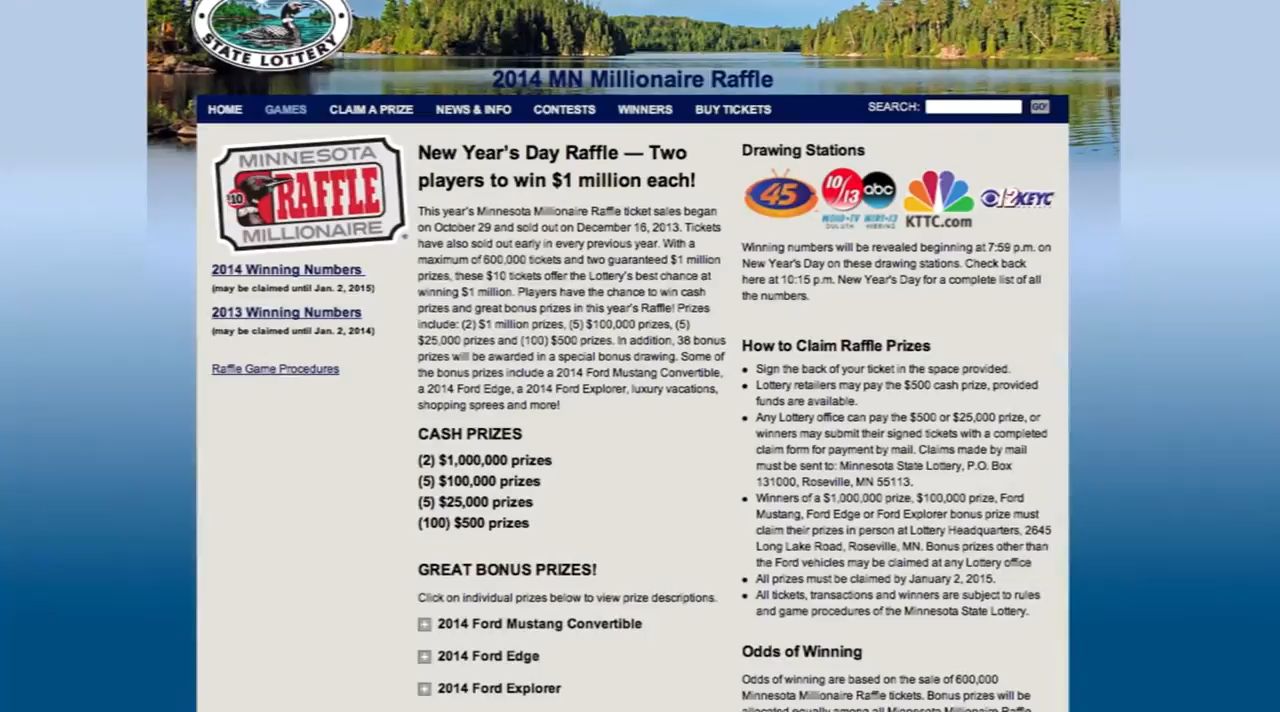 STATE LOTTERY
2014 MN Millionaire Raffle
HOME GAMES CLAIM A PRIZE NEWS & INFO CONTESTS WINNERS BUY TICKETS SEARCH: GO!
MINNESOTA
$10 RAFFLE
MILLIONAIRE
2014 Winning Numbers
(may be claimed until Jan. 2, 2015)
2013 Winning Numbers
(may be claimed until Jan. 2, 2014)
Raffle Game Procedures
New Year's Day Raffle — Two
players to win $1 million each!
This year's Minnesota Millionaire Raffle ticket sales began
on October 29 and sold out on December 16, 2013. Tickets
have also sold out early in every previous year. With a
maximum of 600,000 tickets and two guaranteed $1 million
prizes, these $10 tickets offer the Lottery's best chance at
winning $1 million. Players have the chance to win cash
prizes and great bonus prizes in this year's Raffle! Prizes
include: (2) $1 million prizes, (5) $100,000 prizes, (5)
$25,000 prizes and (100) $500 prizes. In addition, 38 bonus
prizes will be awarded in a special bonus drawing. Some of
the bonus prizes include a 2014 Ford Mustang Convertible,
a 2014 Ford Edge, a 2014 Ford Explorer, luxury vacations,
shopping sprees and more!
CASH PRIZES
(2) $1,000,000 prizes
(5) $100,000 prizes
(5) $25,000 prizes
(100) $500 prizes
GREAT BONUS PRIZES!
Click on individual prizes below to view prize descriptions.
2014 Ford Mustang Convertible
2014 Ford Edge
2014 Ford Explorer
Drawing Stations
45 10/13 abc KTTC.com 12 KEYC
WDIO-TV DULUTH WIRT-13 HIBBING
Winning numbers will be revealed beginning at 7:59 p.m. on
New Year's Day on these drawing stations. Check back
here at 10:15 p.m. New Year's Day for a complete list of all
the numbers.
How to Claim Raffle Prizes
Sign the back of your ticket in the space provided.
Lottery retailers may pay the $500 cash prize, provided
funds are available.
Any Lottery office can pay the $500 or $25,000 prize, or
winners may submit their signed tickets with a completed
claim form for payment by mail. Claims made by mail
must be sent to: Minnesota State Lottery, P.O. Box
131000, Roseville, MN 55113.
Winners of a $1,000,000 prize, $100,000 prize, Ford
Mustang, Ford Edge or Ford Explorer bonus prize must
claim their prizes in person at Lottery Headquarters, 2645
Long Lake Road, Roseville, MN. Bonus prizes other than
the Ford vehicles may be claimed at any Lottery office
All prizes must be claimed by January 2, 2015.
All tickets, transactions and winners are subject to rules
and game procedures of the Minnesota State Lottery.
Odds of Winning
Odds of winning are based on the sale of 600,000
Minnesota Millionaire Raffle tickets. Bonus prizes will be
allocated equally among all Minnesota Millionaire Raffle